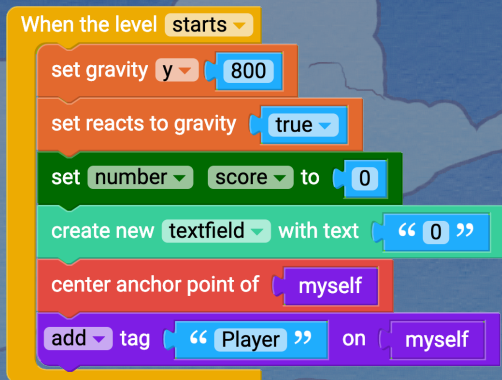 When the level starts
set gravity y 800
set reacts to gravity true
set number score to 0
create new textfield with text “ 0 ”
center anchor point of myself
add tag “ Player ” on myself